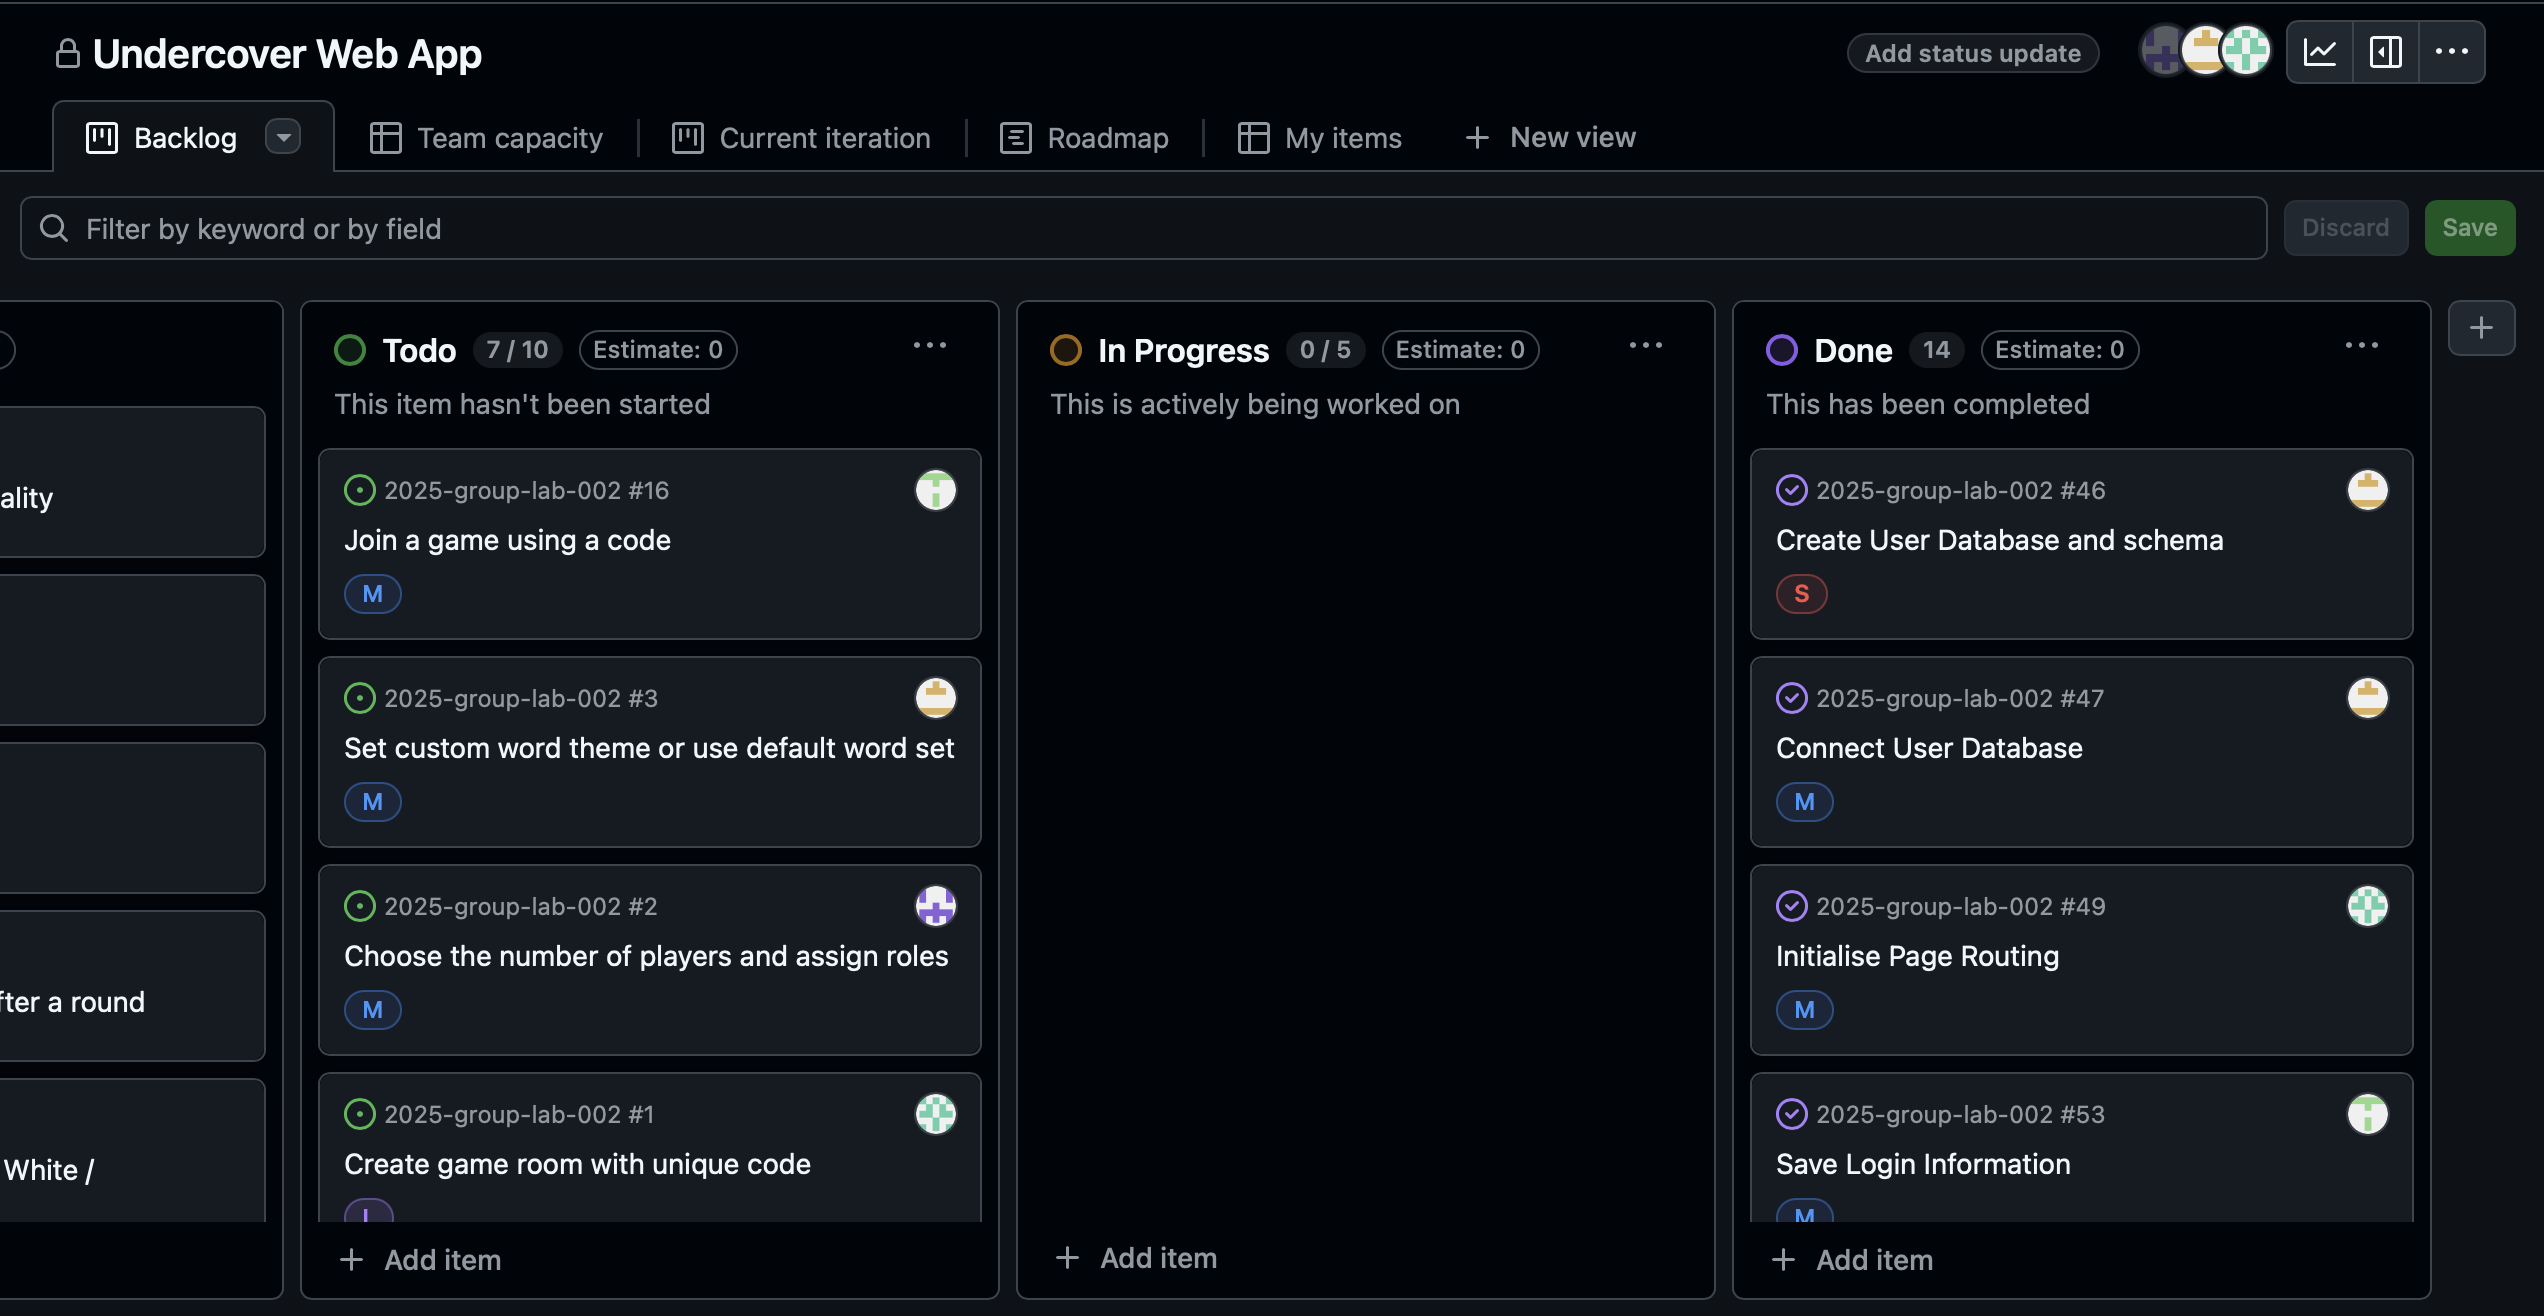 Undercover Web App
Add status update
Backlog
Team capacity
Current iteration
Roadmap
My items
New view
Filter by keyword or by field
Discard
Save
ality
fter a round
White /
Todo 7 / 10 Estimate: 0
This item hasn't been started
2025-group-lab-002 #16
Join a game using a code
M
2025-group-lab-002 #3
Set custom word theme or use default word set
M
2025-group-lab-002 #2
Choose the number of players and assign roles
M
2025-group-lab-002 #1
Create game room with unique code
Add item
In Progress 0 / 5 Estimate: 0
This is actively being worked on
Add item
Done 14 Estimate: 0
This has been completed
2025-group-lab-002 #46
Create User Database and schema
S
2025-group-lab-002 #47
Connect User Database
M
2025-group-lab-002 #49
Initialise Page Routing
M
2025-group-lab-002 #53
Save Login Information
M
Add item